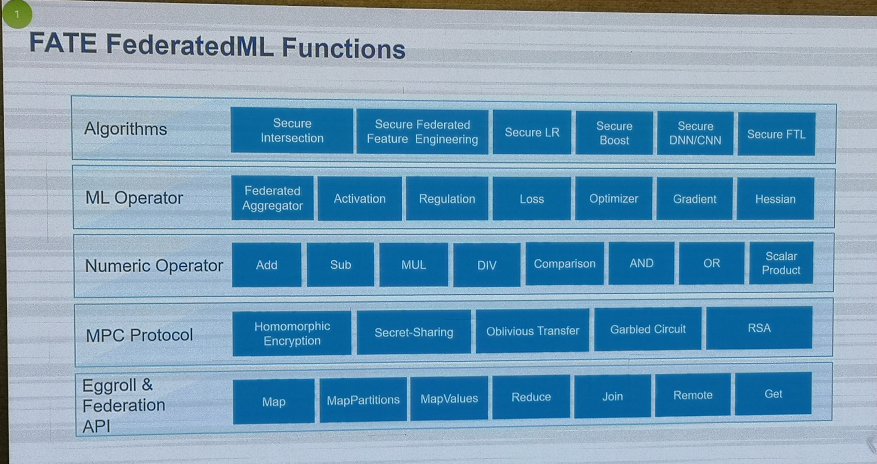 1
FATE FederatedML Functions
Algorithms
Secure
Intersection
Secure Federated
Feature Engineering
Secure LR
Secure
Boost
Secure
DNN/CNN
Secure FTL
ML Operator
Federated
Aggregator
Activation
Regulation
Loss
Optimizer
Gradient
Hessian
Numeric Operator
Add
Sub
MUL
DIV
Comparison
AND
OR
Scalar
Product
MPC Protocol
Homomorphic
Encryption
Secret-Sharing
Oblivious Transfer
Garbled Circuit
RSA
Eggroll &
Federation
API
Map
MapPartitions
MapValues
Reduce
Join
Remote
Get